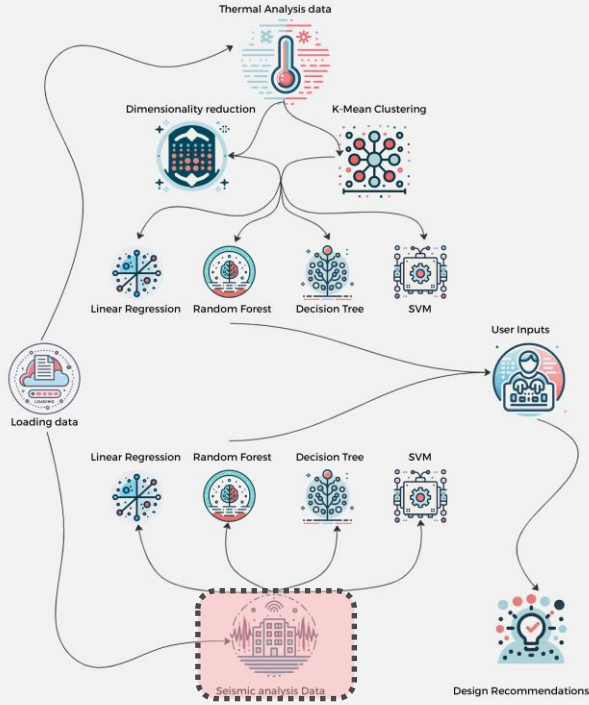 Thermal Analysis data
Dimensionality reduction
K-Mean Clustering
Linear Regression
Random Forest
Decision Tree
SVM
User Inputs
LOADING
Loading data
Linear Regression
Random Forest
Decision Tree
SVM
Seismic analysis Data
Design Recommendations